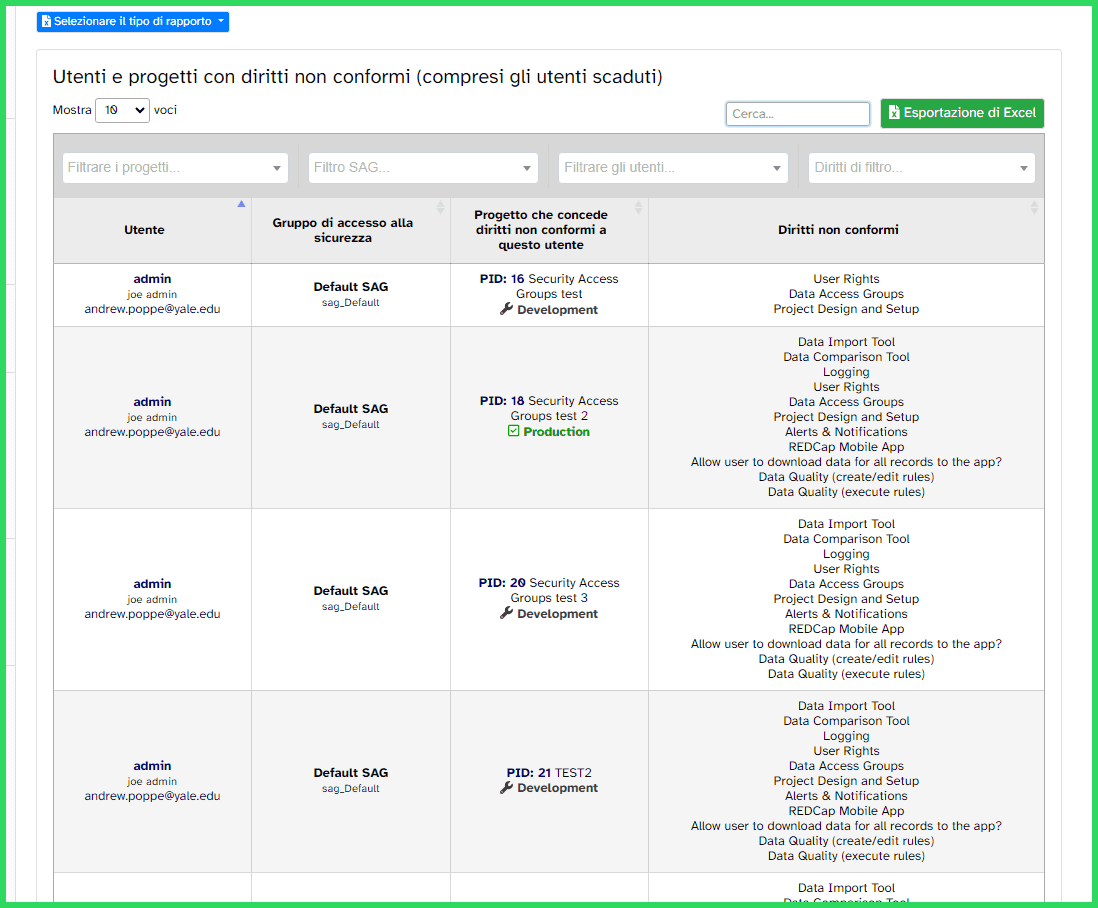 Selezionare il tipo di rapporto
Utenti e progetti con diritti non conformi (compresi gli utenti scaduti)
Mostra 10 voci
Cerca...
Esportazione di Excel
Filtrare i progetti...
Filtro SAG...
Filtrare gli utenti...
Diritti di filtro...
Utente
Gruppo di accesso alla
sicurezza
Progetto che concede
diritti non conformi a
questo utente
Diritti non conformi
admin
joe admin
andrew.poppe@yale.edu
Default SAG
sag_Default
PID: 16 Security Access
Groups test
Development
User Rights
Data Access Groups
Project Design and Setup
admin
joe admin
andrew.poppe@yale.edu
Default SAG
sag_Default
PID: 18 Security Access
Groups test 2
Production
Data Import Tool
Data Comparison Tool
Logging
User Rights
Data Access Groups
Project Design and Setup
Alerts & Notifications
REDCap Mobile App
Allow user to download data for all records to the app?
Data Quality (create/edit rules)
Data Quality (execute rules)
admin
joe admin
andrew.poppe@yale.edu
Default SAG
sag_Default
PID: 20 Security Access
Groups test 3
Development
Data Import Tool
Data Comparison Tool
Logging
User Rights
Data Access Groups
Project Design and Setup
Alerts & Notifications
REDCap Mobile App
Allow user to download data for all records to the app?
Data Quality (create/edit rules)
Data Quality (execute rules)
admin
joe admin
andrew.poppe@yale.edu
Default SAG
sag_Default
PID: 21 TEST2
Development
Data Import Tool
Data Comparison Tool
Logging
User Rights
Data Access Groups
Project Design and Setup
Alerts & Notifications
REDCap Mobile App
Allow user to download data for all records to the app?
Data Quality (create/edit rules)
Data Quality (execute rules)
Data Import Tool